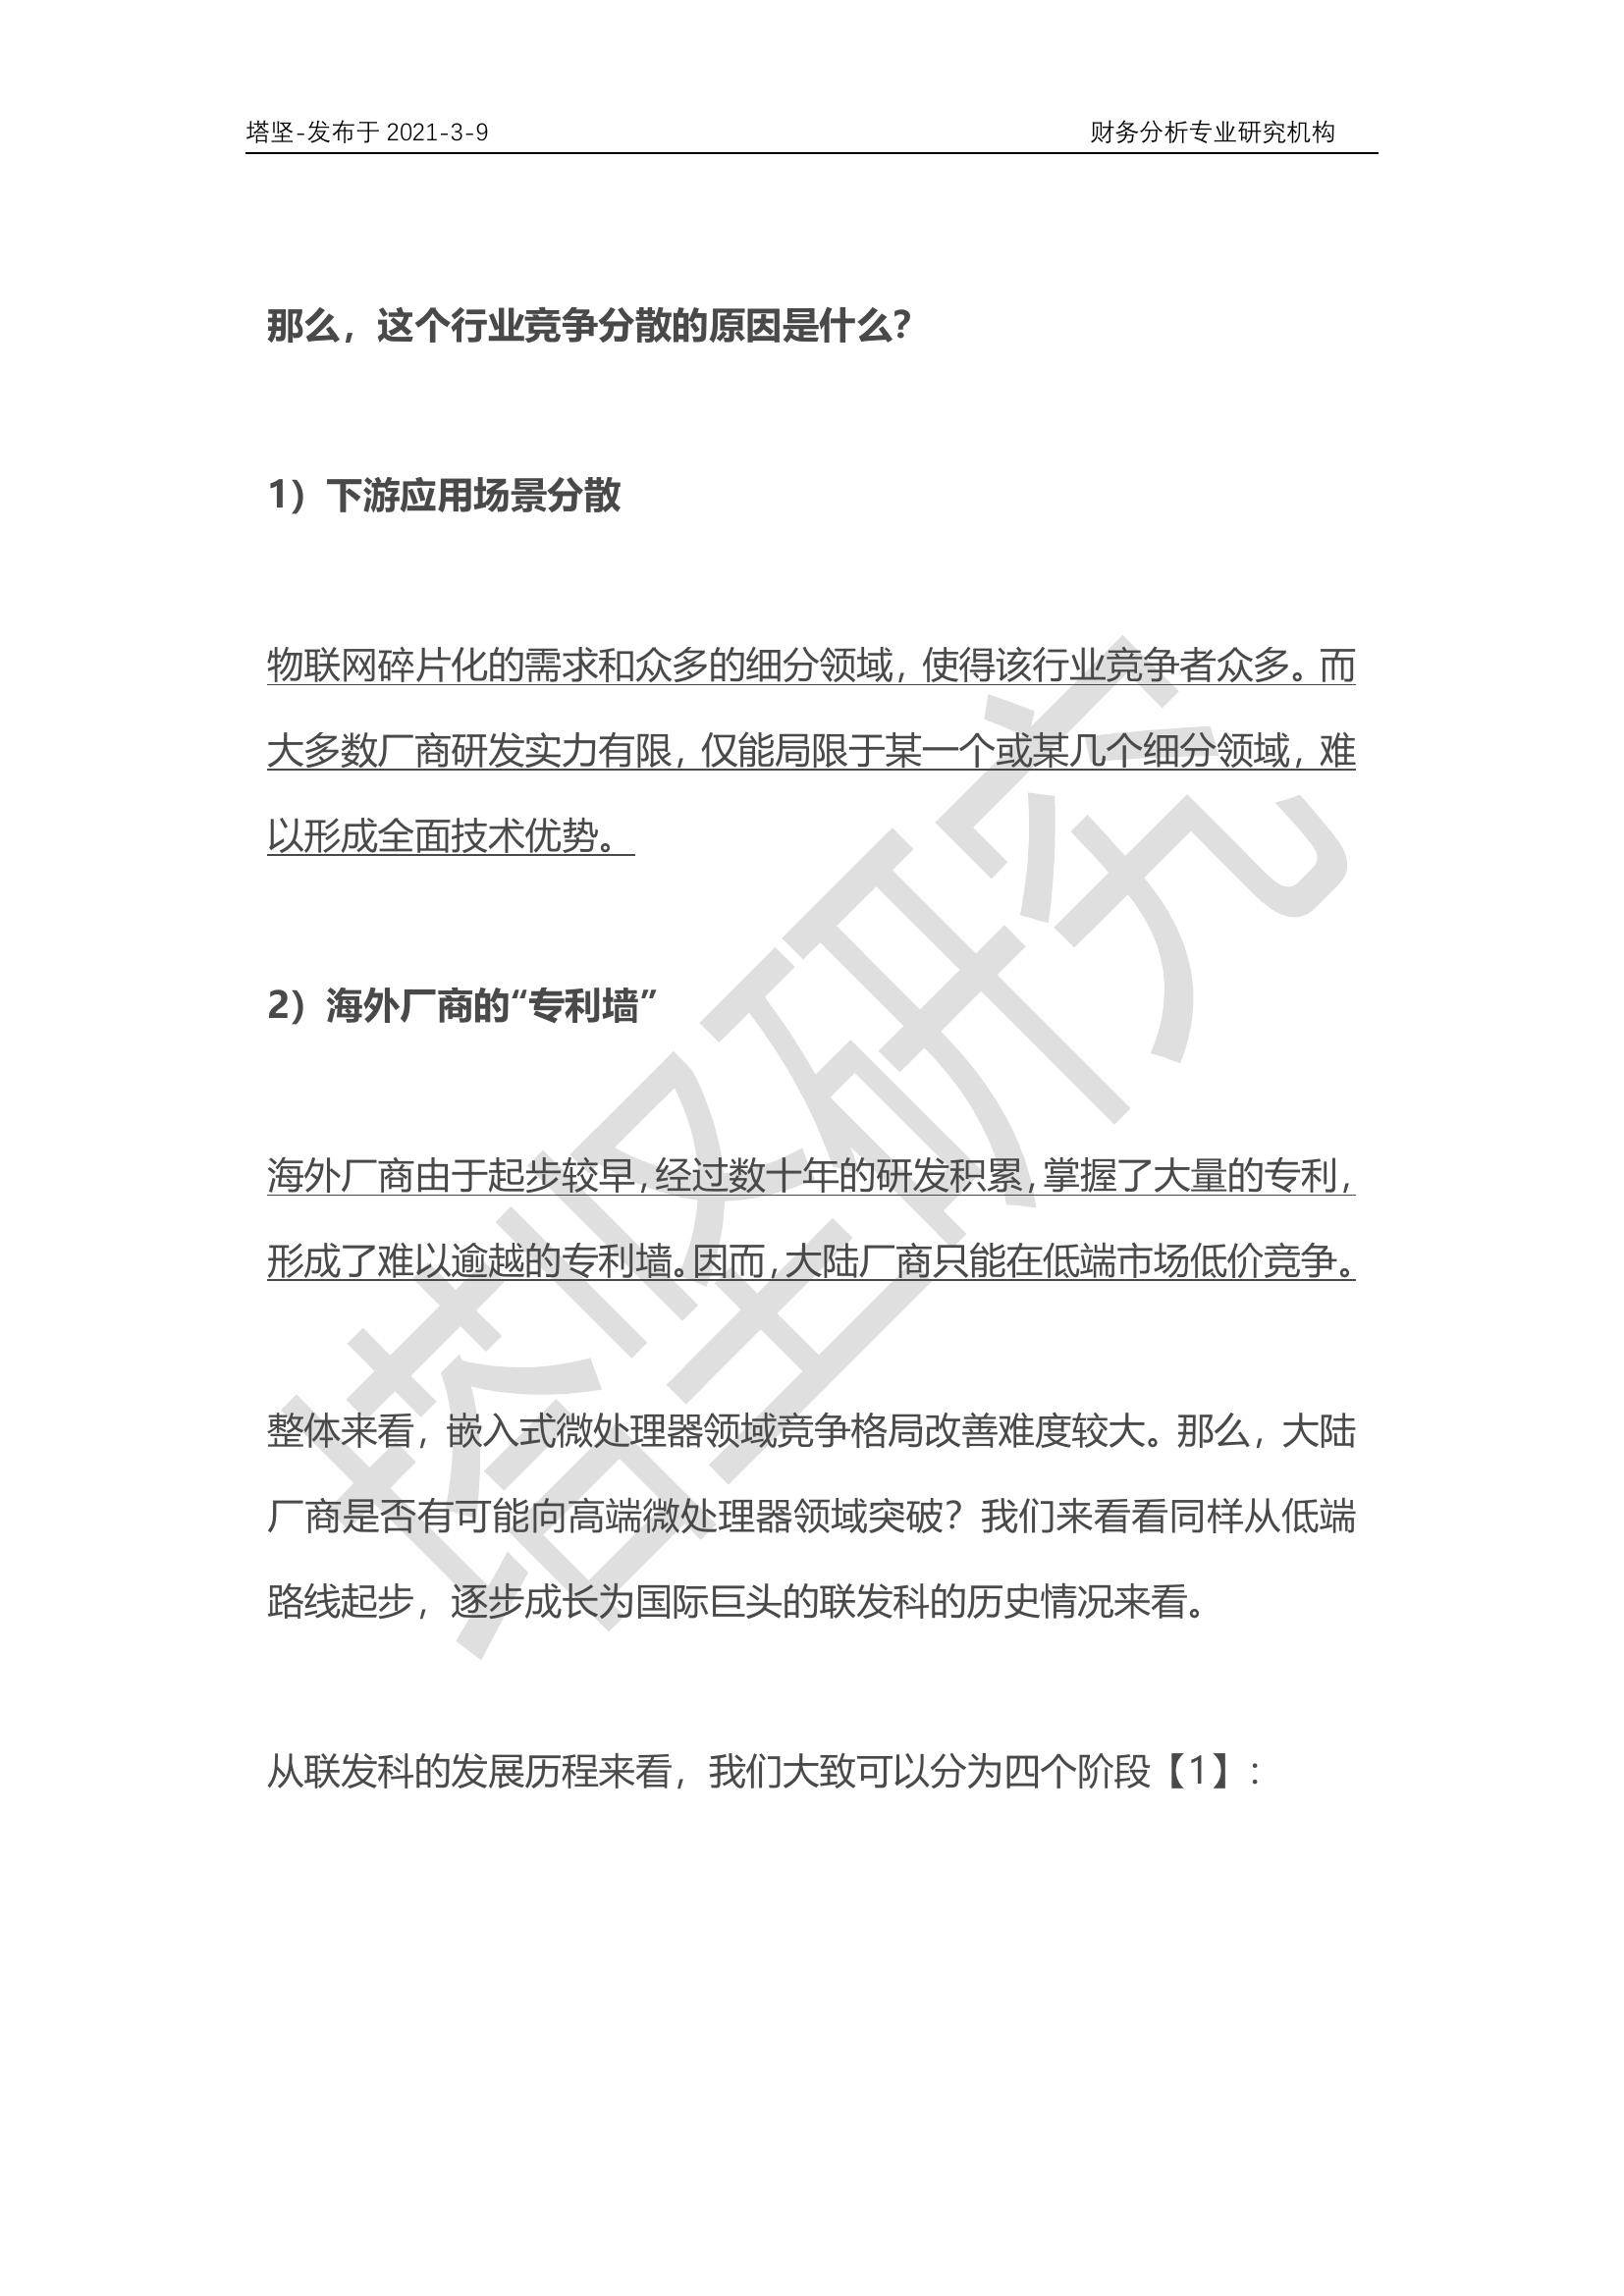 塔坚-发布于 2021-3-9 财务分析专业研究机构
那么，这个行业竞争分散的原因是什么？
1）下游应用场景分散
物联网碎片化的需求和众多的细分领域，使得该行业竞争者众多。而
大多数厂商研发实力有限，仅能局限于某一个或某几个细分领域，难
以形成全面技术优势。
2）海外厂商的“专利墙”
海外厂商由于起步较早，经过数十年的研发积累，掌握了大量的专利，
形成了难以逾越的专利墙。因而，大陆厂商只能在低端市场低价竞争。
整体来看，嵌入式微处理器领域竞争格局改善难度较大。那么，大陆
厂商是否有可能向高端微处理器领域突破？我们来看看同样从低端
路线起步，逐步成长为国际巨头的联发科的历史情况来看。
从联发科的发展历程来看，我们大致可以分为四个阶段【1】：
塔坚研究